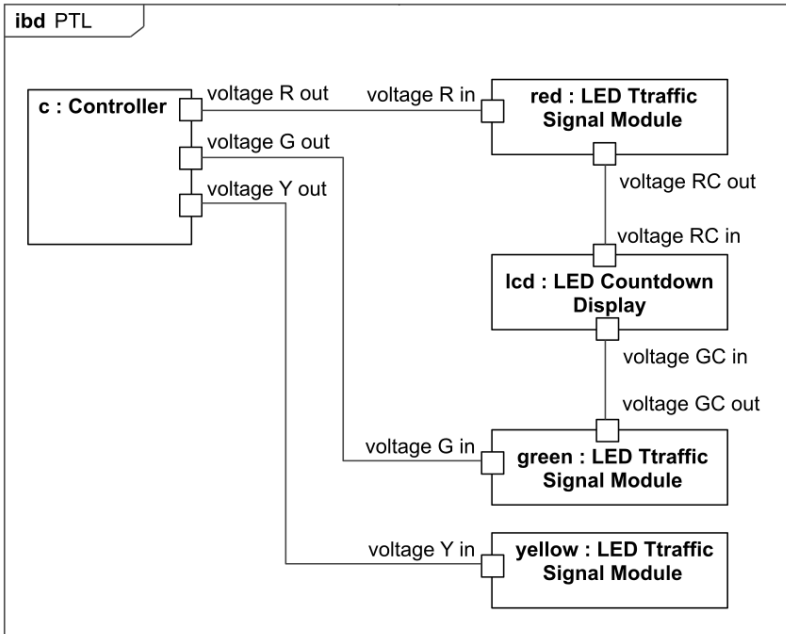 ibd PTL
c : Controller
voltage R out
voltage G out
voltage Y out
voltage R in
red : LED Ttraffic
Signal Module
voltage RC out
voltage RC in
lcd : LED Countdown
Display
voltage GC in
voltage GC out
voltage G in
green : LED Ttraffic
Signal Module
voltage Y in
yellow : LED Ttraffic
Signal Module